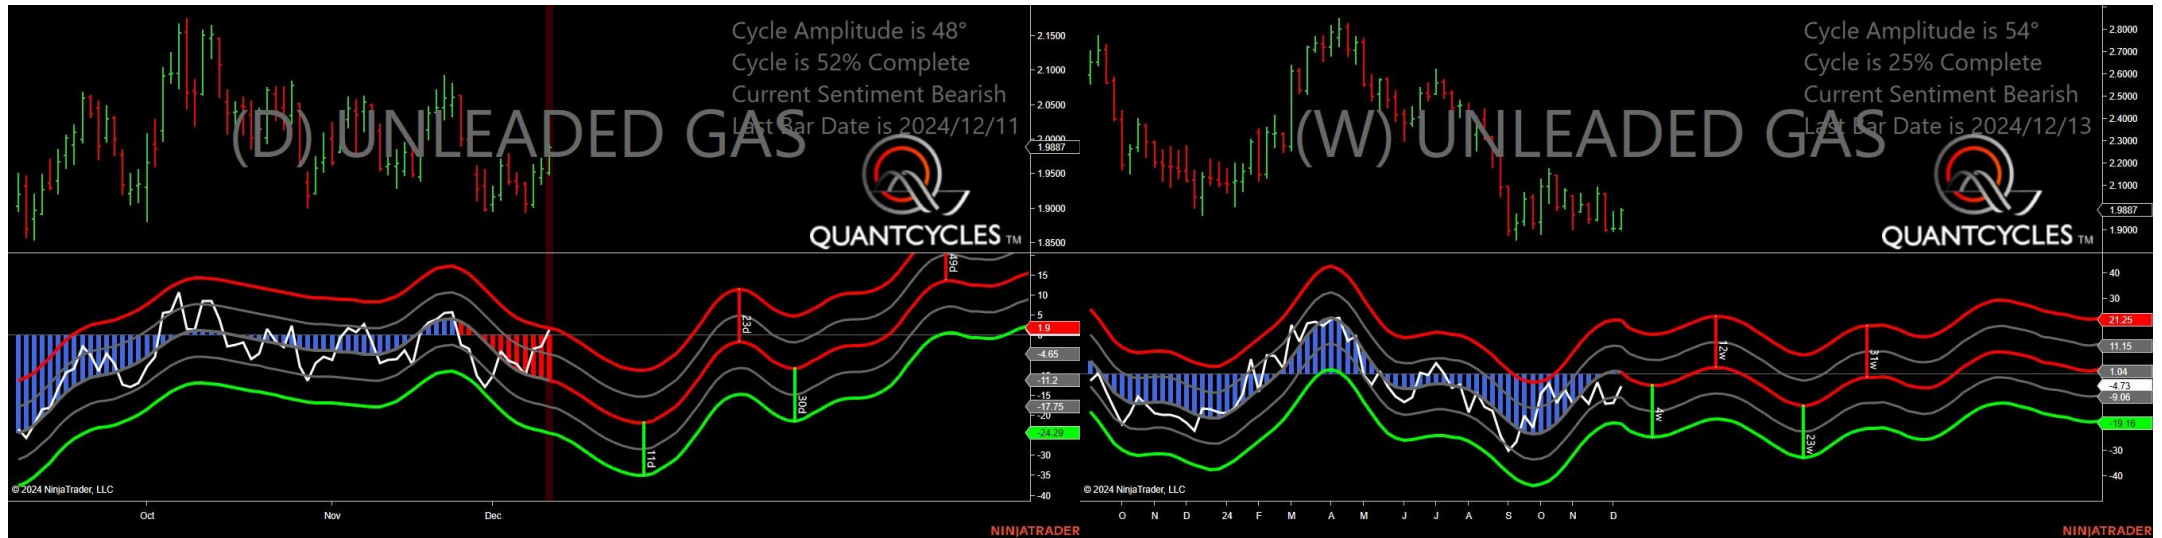 Cycle Amplitude is 48°
Cycle is 52% Complete
Current Sentiment Bearish
Last Bar Date is 2024/12/11
(D) UNLEADED GAS
QUANTCYCLES TM
2.1500
2.1000
2.0500
2.0000
1.9887
1.9500
1.9000
1.8500
15
10
5
1.9
-4.65
-11.2
-15
-17.75
-20
-24.29
-30
-35
-40
11d
23d
30d
49d
© 2024 NinjaTrader, LLC
Oct Nov Dec
NINJATRADER
Cycle Amplitude is 54°
Cycle is 25% Complete
Current Sentiment Bearish
Last Bar Date is 2024/12/13
(W) UNLEADED GAS
QUANTCYCLES TM
2.8000
2.7000
2.6000
2.5000
2.4000
2.3000
2.2000
2.1000
1.9887
1.9000
40
30
21.25
11.15
1.04
-4.73
-9.06
-19.16
-30
-40
4w
12w
23w
31w
© 2024 NinjaTrader, LLC
O N D 24 F M A M J J A S O N D
NINJATRADER